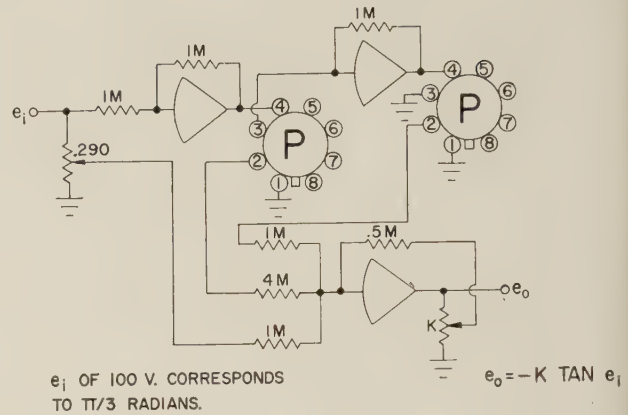 1M
1M
1M
e_i
.290
4 5
3 6
P
2 7
1 8
4 5
3 6
P
2 7
1 8
1M
.5M
4M
1M
K
e_o
e_i OF 100 V. CORRESPONDS
TO π/3 RADIANS.
e_o = -K TAN e_i